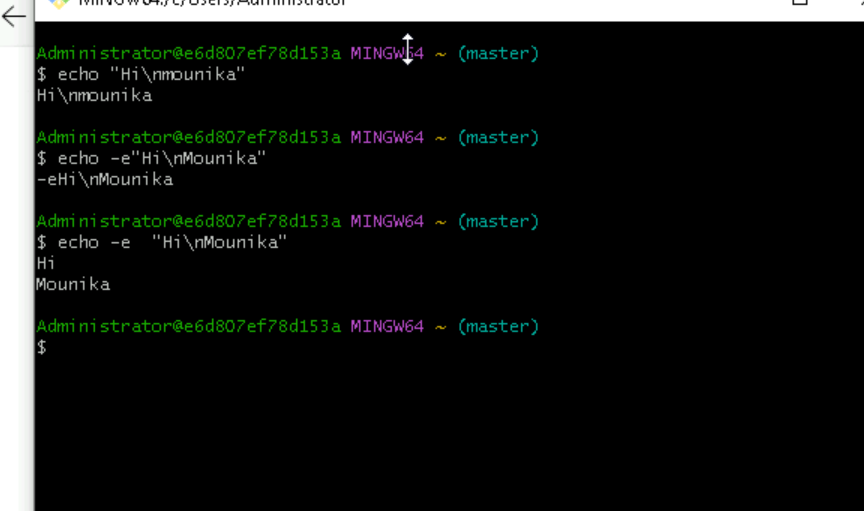 MINGW64:/c/Users/Administrator
Administrator@e6d807ef78d153a MINGW64 ~ (master)
$ echo "Hi\nmounika"
Hi\nmounika
Administrator@e6d807ef78d153a MINGW64 ~ (master)
$ echo -e"Hi\nMounika"
-eHi\nMounika
Administrator@e6d807ef78d153a MINGW64 ~ (master)
$ echo -e  "Hi\nMounika"
Hi
Mounika
Administrator@e6d807ef78d153a MINGW64 ~ (master)
$